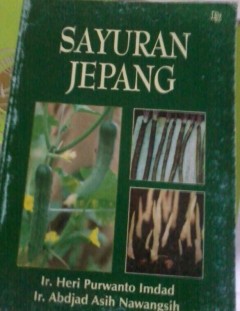 SAYURAN
JEPANG
Ir. Heri Purwanto Imdad
Ir. Abdjad Asih Nawangsih